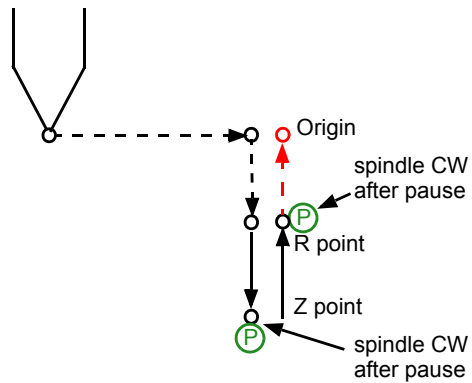 Origin
spindle CW
after pause
P
R point
Z point
P
spindle CW
after pause